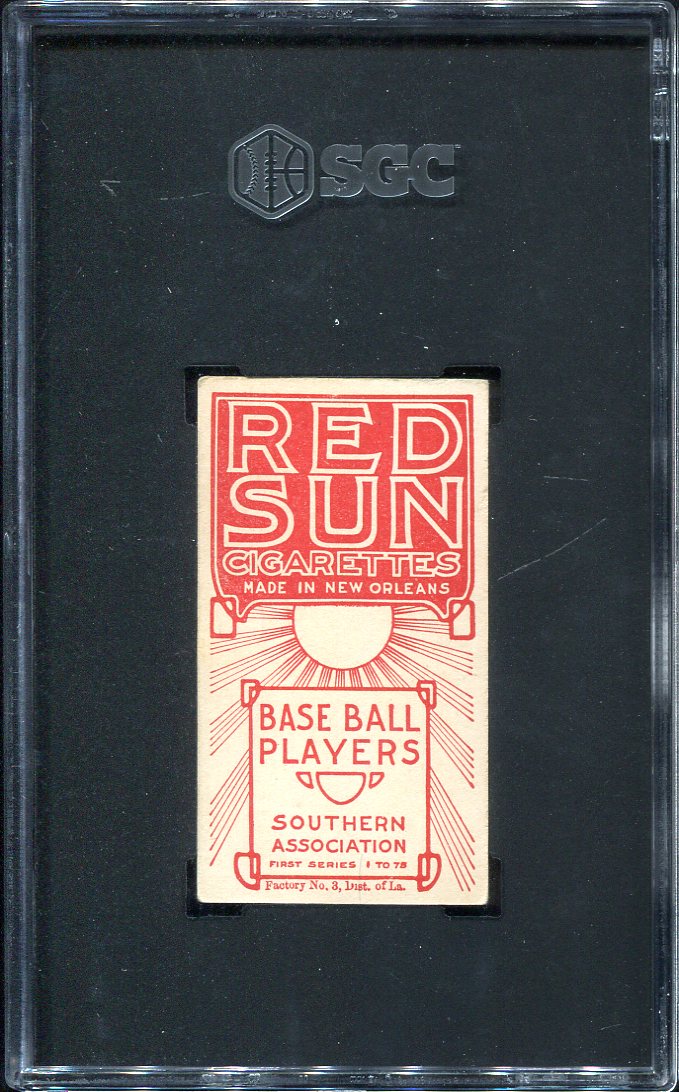 SGC
RED
SUN
CIGARETTES
MADE IN NEW ORLEANS
BASE BALL
PLAYERS
SOUTHERN
ASSOCIATION
FIRST SERIES 1 TO 75
Factory No. 3, Dist. of La.